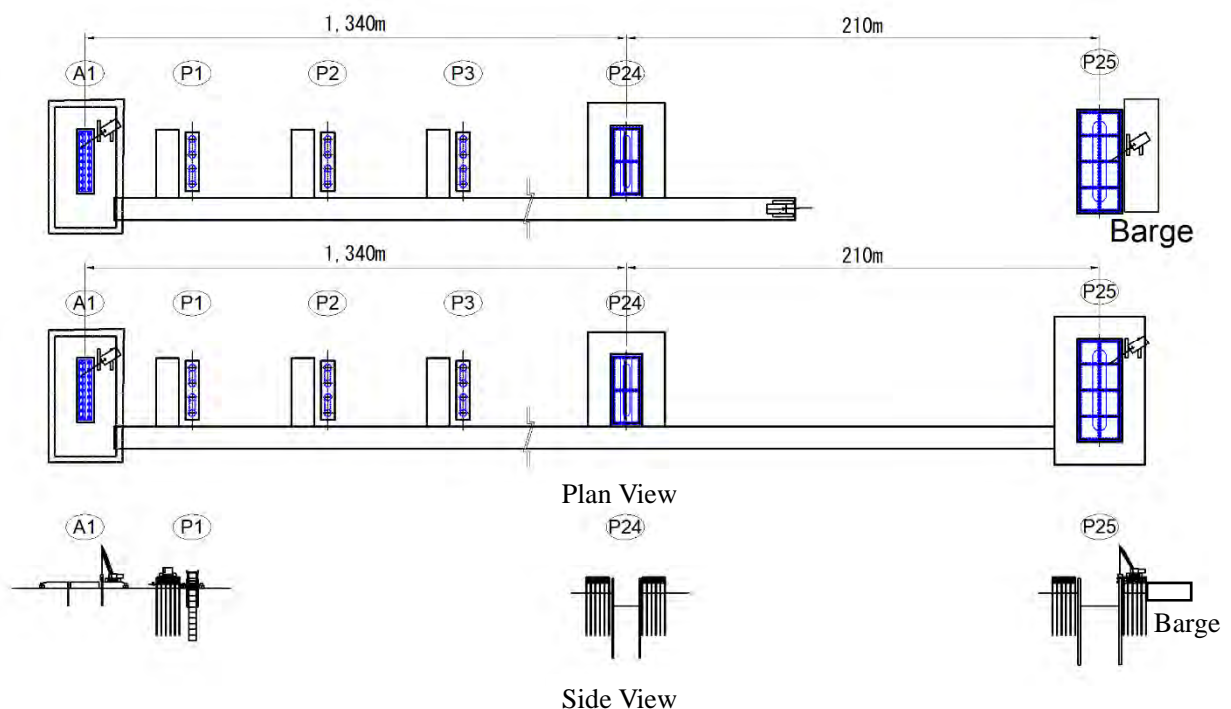 1,340m 210m
A1 P1 P2 P3 P24 P25
Barge
1,340m 210m
A1 P1 P2 P3 P24 P25
Plan View
A1 P1 P24 P25
Barge
Side View